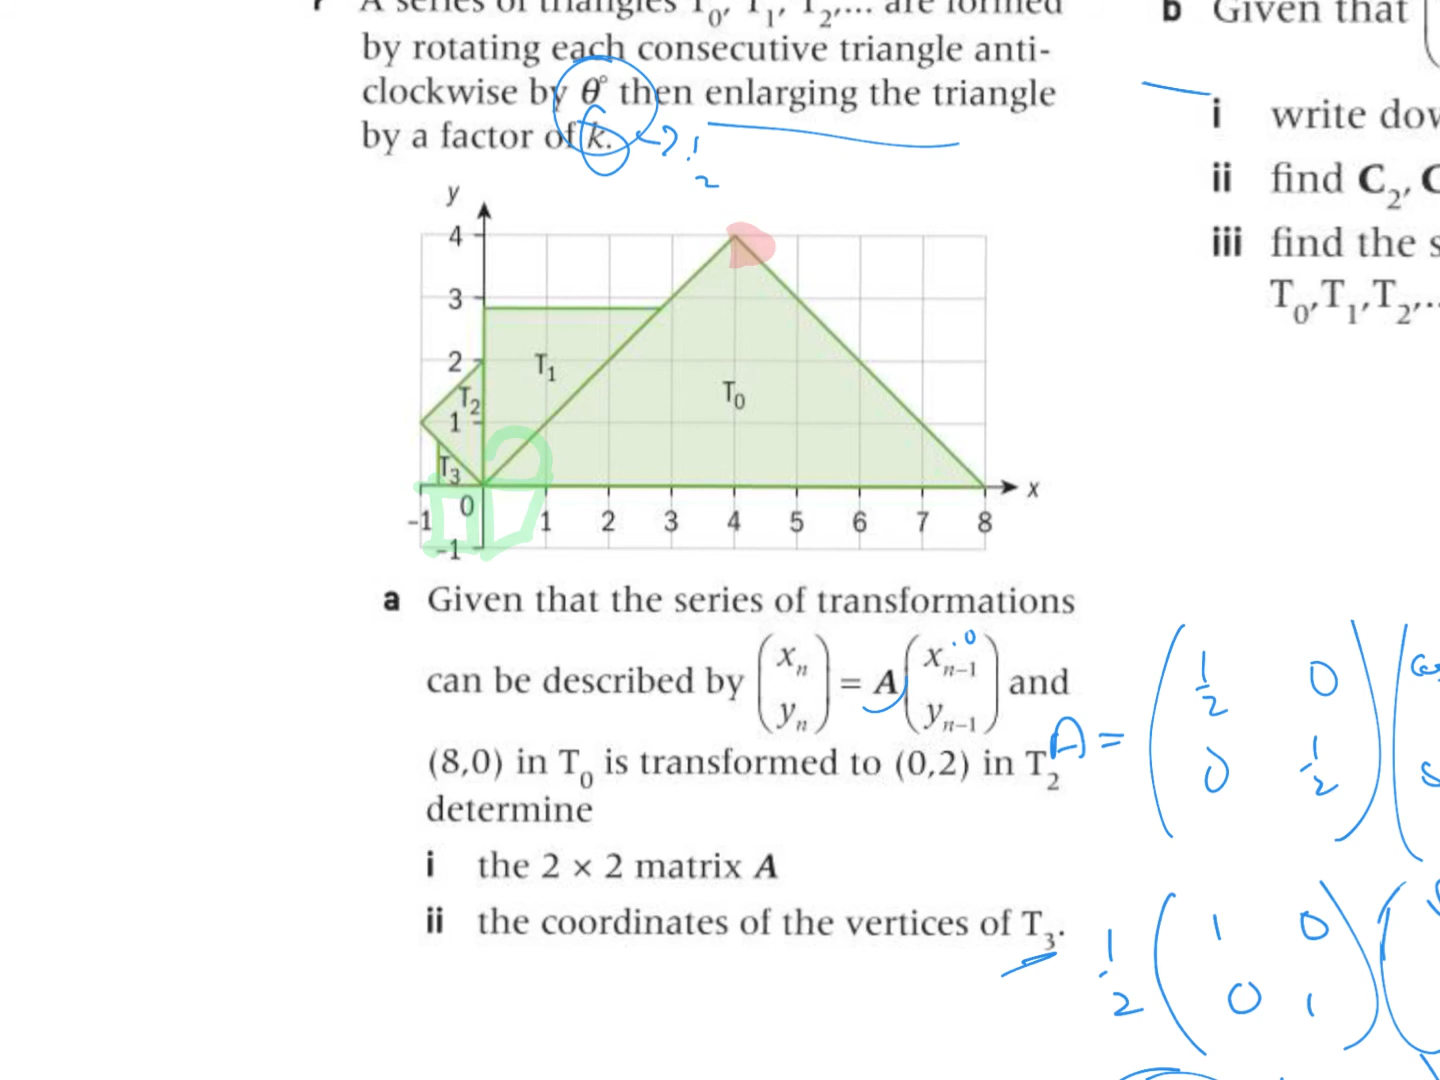 A series of triangles T₀, T₁, T₂,... are formed
by rotating each consecutive triangle anti-
clockwise by θ° then enlarging the triangle
by a factor of k.
1
2
y
4
3
2
1
T₁
T₂
T₀
T₃
0
x
-1
1
2
3
4
5
6
7
8
-1
a Given that the series of transformations
can be described by (xₙ yₙ) = A (xₙ₋₁ yₙ₋₁) and
0
(8,0) in T₀ is transformed to (0,2) in T₂
determine
i the 2 × 2 matrix A
ii the coordinates of the vertices of T₃.
b Given that
i write
ii find C₂,
iii find the
T₀,T₁,T₂,..
A = ( 1/2 0
0 1/2 )
1/2 ( 1 0
0 1 )